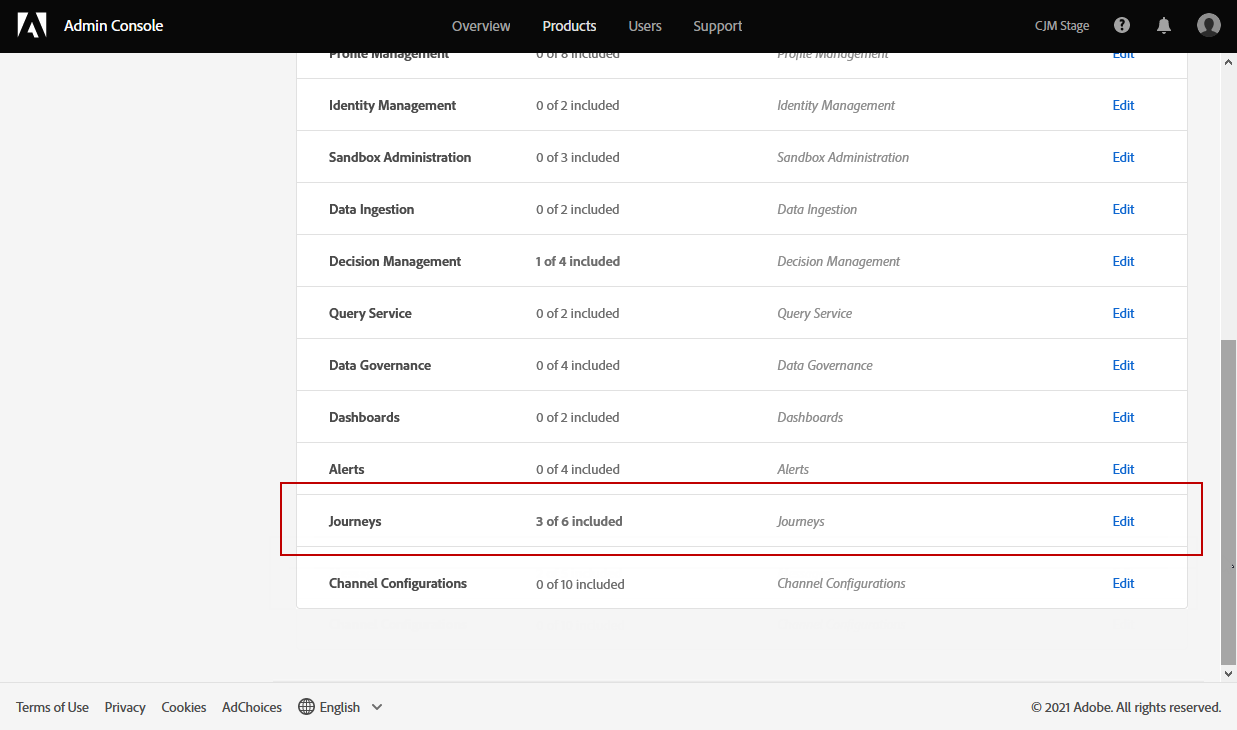 Admin Console Overview Products Users Support CJM Stage
Profile Management 0 of 8 included Profile Management Edit
Identity Management 0 of 2 included Identity Management Edit
Sandbox Administration 0 of 3 included Sandbox Administration Edit
Data Ingestion 0 of 2 included Data Ingestion Edit
Decision Management 1 of 4 included Decision Management Edit
Query Service 0 of 2 included Query Service Edit
Data Governance 0 of 4 included Data Governance Edit
Dashboards 0 of 2 included Dashboards Edit
Alerts 0 of 4 included Alerts Edit
Journeys 3 of 6 included Journeys Edit
Channel Configurations 0 of 10 included Channel Configurations Edit
Terms of Use Privacy Cookies AdChoices English © 2021 Adobe. All rights reserved.